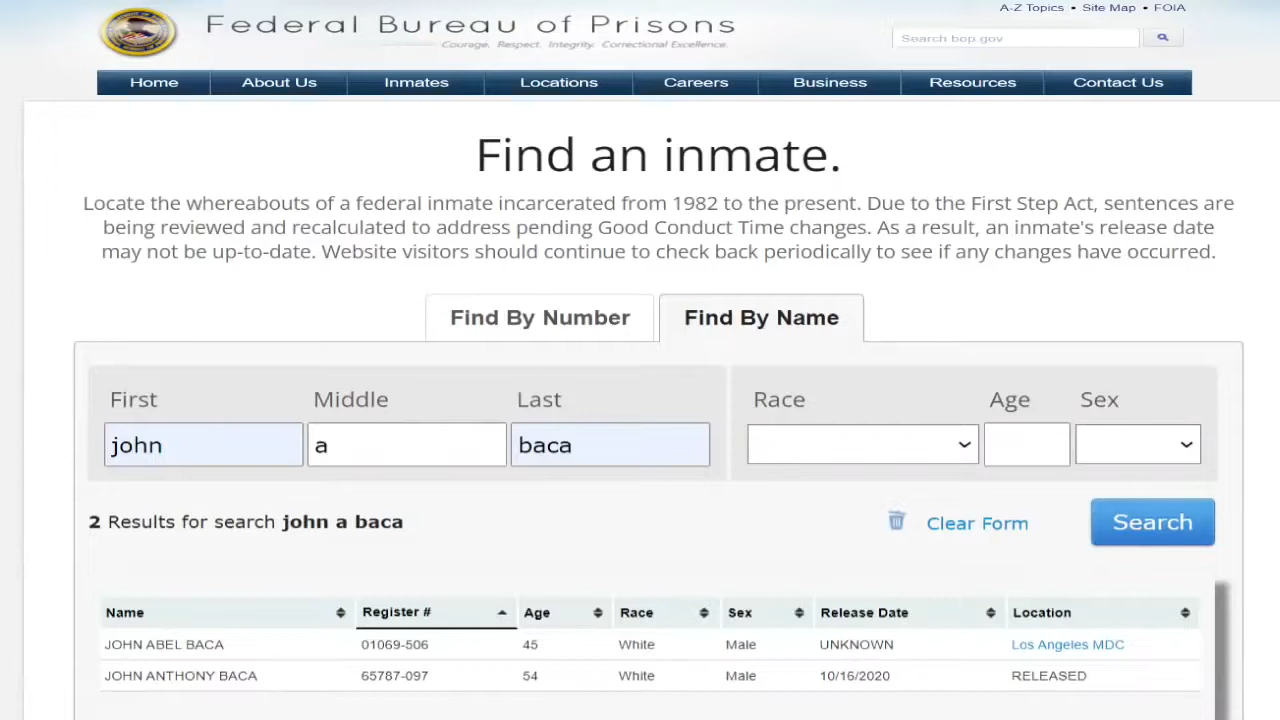 A-Z Topics • Site Map • FOIA
Federal Bureau of Prisons
Courage. Respect. Integrity. Correctional Excellence.
Search bop.gov
Home About Us Inmates Locations Careers Business Resources Contact Us
Find an inmate.
Locate the whereabouts of a federal inmate incarcerated from 1982 to the present. Due to the First Step Act, sentences are
being reviewed and recalculated to address pending Good Conduct Time changes. As a result, an inmate's release date
may not be up-to-date. Website visitors should continue to check back periodically to see if any changes have occurred.
Find By Number Find By Name
First Middle Last Race Age Sex
john a baca
2 Results for search john a baca Clear Form Search
Name Register # Age Race Sex Release Date Location
JOHN ABEL BACA 01069-506 45 White Male UNKNOWN Los Angeles MDC
JOHN ANTHONY BACA 65787-097 54 White Male 10/16/2020 RELEASED